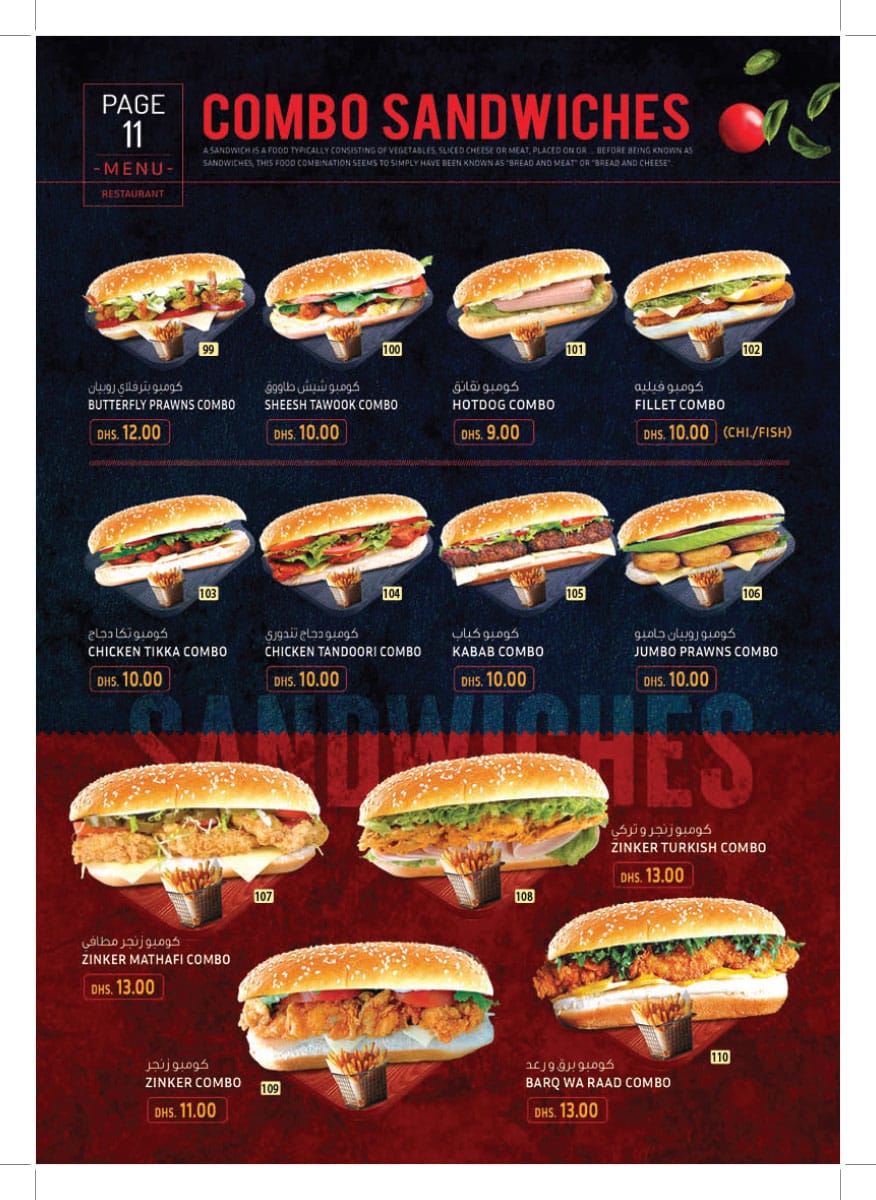 PAGE
11
-MENU-
RESTAURANT
COMBO SANDWICHES
A SANDWICH IS A FOOD TYPICALLY CONSISTING OF VEGETABLES, SLICED CHEESE OR MEAT, PLACED ON OR ... BEFORE BEING KNOWN AS
SANDWICHES, THIS FOOD COMBINATION SEEMS TO SIMPLY HAVE BEEN KNOWN AS "BREAD AND MEAT" OR "BREAD AND CHEESE".
99
كومبو بترفلاي روبيان
BUTTERFLY PRAWNS COMBO
DHS. 12.00
100
كومبو شيش طاووق
SHEESH TAWOOK COMBO
DHS. 10.00
101
كومبو نقانق
HOTDOG COMBO
DHS. 9.00
102
كومبو فيليه
FILLET COMBO
DHS. 10.00 (CHI./FISH)
103
كومبو تكا دجاج
CHICKEN TIKKA COMBO
DHS. 10.00
104
كومبو دجاج تندوري
CHICKEN TANDOORI COMBO
DHS. 10.00
105
كومبو كباب
KABAB COMBO
DHS. 10.00
106
كومبو روبيان جامبو
JUMBO PRAWNS COMBO
DHS. 10.00
SANDWICHES
107
كومبو زنجر مطافي
ZINKER MATHAFI COMBO
DHS. 13.00
108
كومبو زنجر و تركي
ZINKER TURKISH COMBO
DHS. 13.00
109
كومبو زنجر
ZINKER COMBO
DHS. 11.00
110
كومبو برق و رعد
BARQ WA RAAD COMBO
DHS. 13.00